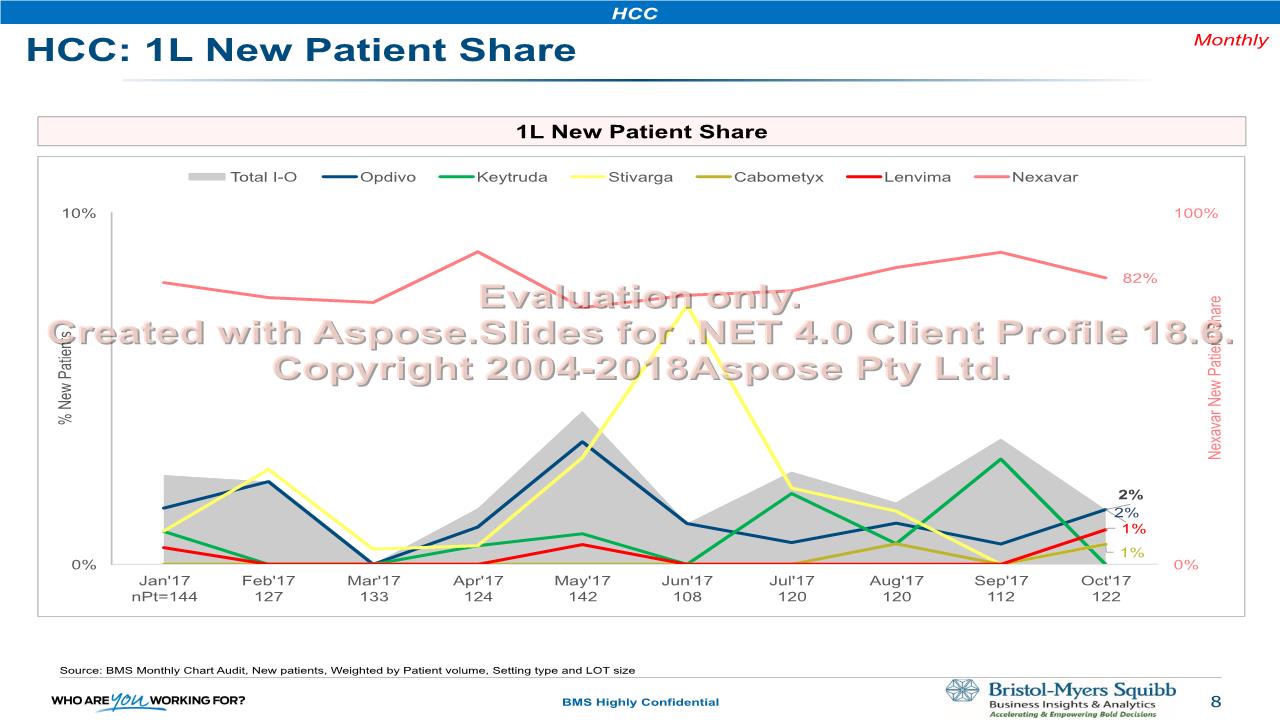 HCC
HCC: 1L New Patient Share
Monthly
1L New Patient Share
Total I-O Opdivo Keytruda Stivarga Cabometyx Lenvima Nexavar
10% 100%
82%
Evaluation only.
Created with Aspose.Slides for .NET 4.0 Client Profile 18.6.
Copyright 2004-2018Aspose Pty Ltd.
% New Patients
Nexavar New Patient Share
2%
2%
1%
1%
0% 0%
Jan'17 Feb'17 Mar'17 Apr'17 May'17 Jun'17 Jul'17 Aug'17 Sep'17 Oct'17
nPt=144 127 133 124 142 108 120 120 112 122
Source: BMS Monthly Chart Audit, New patients, Weighted by Patient volume, Setting type and LOT size
WHO ARE you WORKING FOR?
BMS Highly Confidential
Bristol-Myers Squibb
Business Insights & Analytics
Accelerating & Empowering Bold Decisions
8